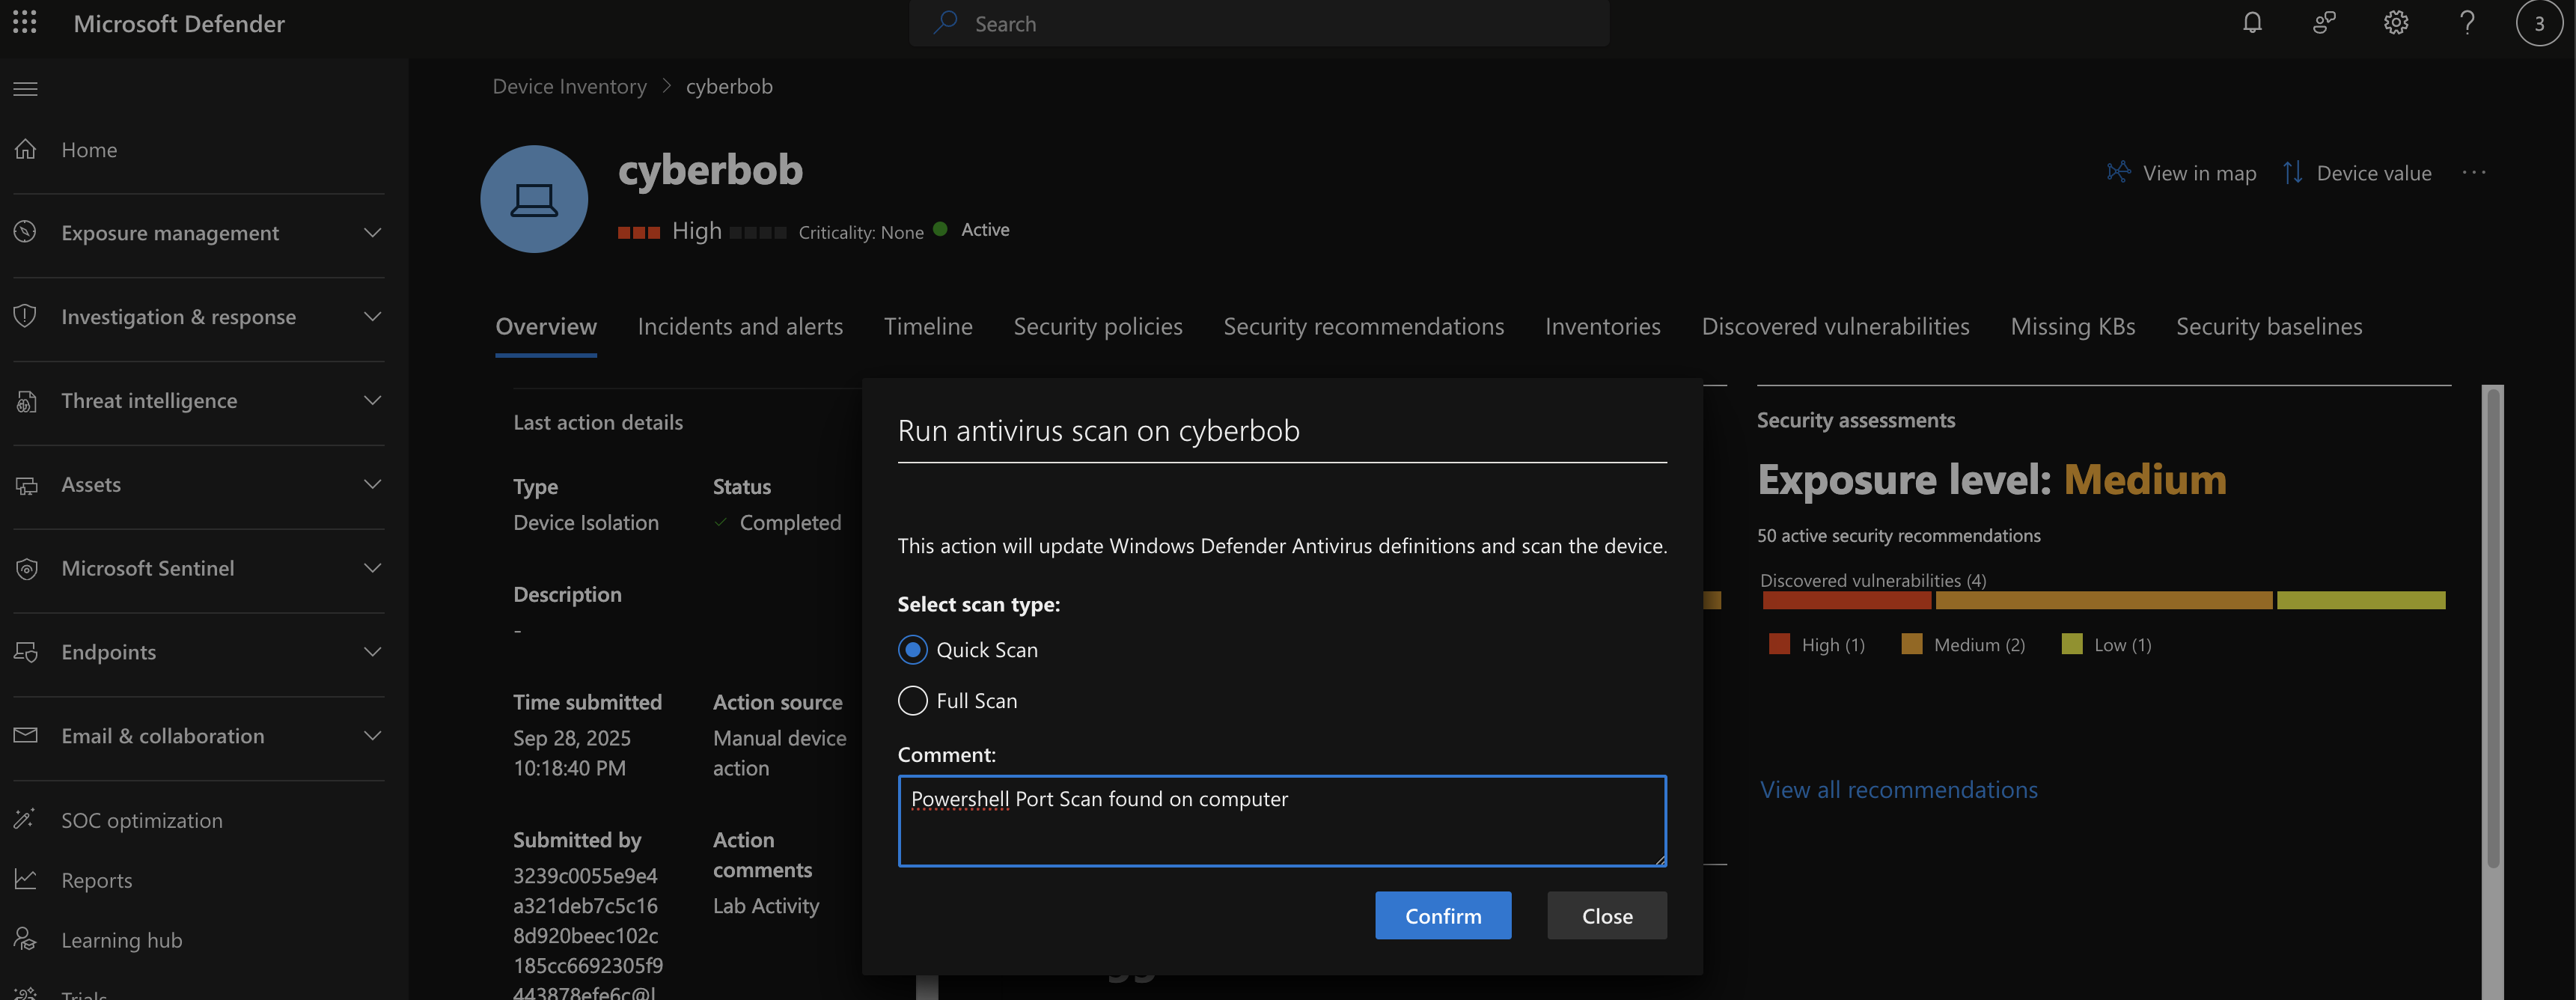 Microsoft Defender
Search
3
Device Inventory > cyberbob
Home
Exposure management
Investigation & response
Threat intelligence
Assets
Microsoft Sentinel
Endpoints
Email & collaboration
SOC optimization
Reports
Learning hub
Trials
cyberbob
High Criticality: None Active
View in map Device value ...
Overview Incidents and alerts Timeline Security policies Security recommendations Inventories Discovered vulnerabilities Missing KBs Security baselines
Last action details
Type Status
Device Isolation Completed
Description
-
Time submitted Action source
Sep 28, 2025 Manual device
10:18:40 PM action
Submitted by Action
comments
3239c0055e9e4
a321deb7c5c16 Lab Activity
8d920beec102c
185cc6692305f9
443878efe6c@l
Run antivirus scan on cyberbob
This action will update Windows Defender Antivirus definitions and scan the device.
Select scan type:
Quick Scan
Full Scan
Comment:
Powershell Port Scan found on computer
Confirm Close
Security assessments
Exposure level: Medium
50 active security recommendations
Discovered vulnerabilities (4)
High (1) Medium (2) Low (1)
View all recommendations